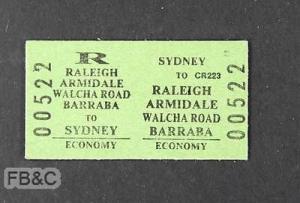 00522
R
RALEIGH
ARMIDALE
WALCHA ROAD
BARRABA
TO
SYDNEY
ECONOMY
SYDNEY
TO CR223
RALEIGH
ARMIDALE
WALCHA ROAD
BARRABA
ECONOMY
00522
FB&C